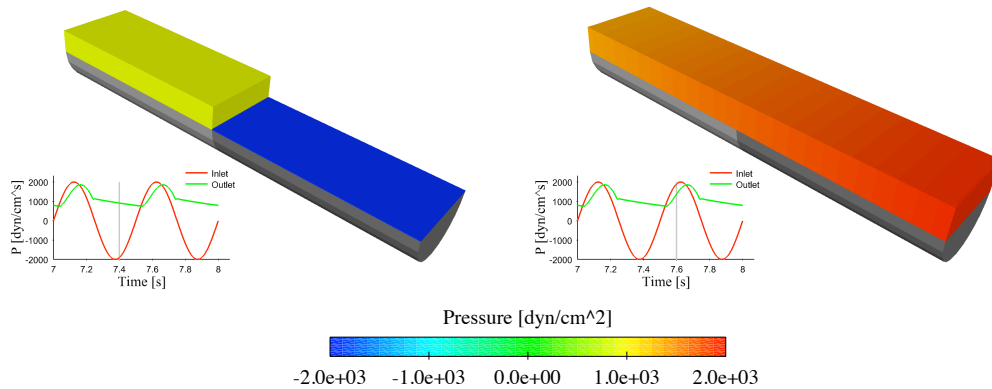 Inlet
Outlet
P [dyn/cm^s]
2000
1000
0
-1000
-2000
7
7.2
7.4
7.6
7.8
8
Time [s]
Inlet
Outlet
P [dyn/cm^s]
2000
1000
0
-1000
-2000
7
7.2
7.4
7.6
7.8
8
Time [s]
Pressure [dyn/cm^2]
-2.0e+03 -1.0e+03 0.0e+00 1.0e+03 2.0e+03